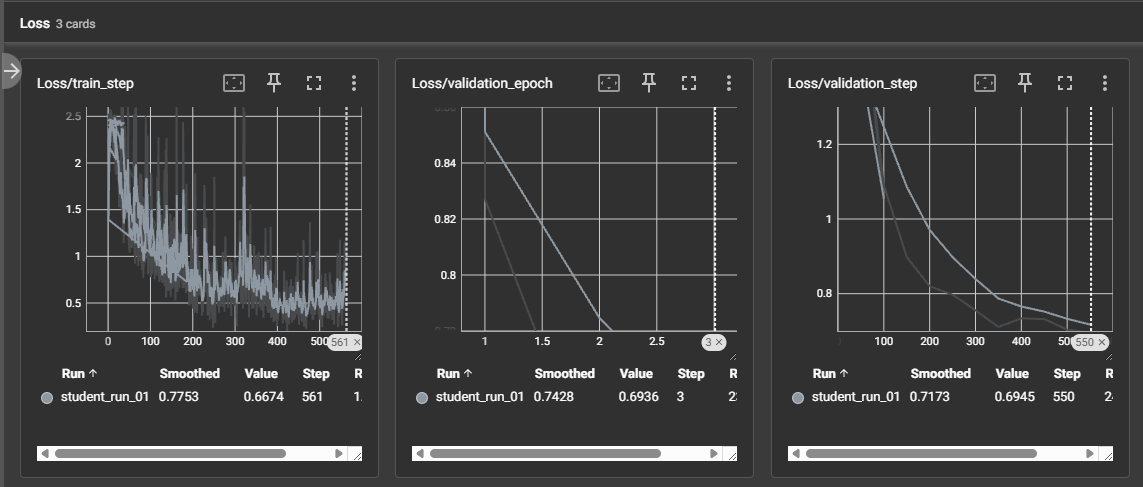 Loss 3 cards
Loss/train_step
2.5
2
1.5
1
0.5
0 100 200 300 400 500 561
Run ↑ Smoothed Value Step R
student_run_01 0.7753 0.6674 561 1.
Loss/validation_epoch
0.84
0.82
0.8
1 1.5 2 2.5 3
Run ↑ Smoothed Value Step R
student_run_01 0.7428 0.6936 3 2
Loss/validation_step
1.2
1
0.8
100 200 300 400 500 550
Run ↑ Smoothed Value Step R
student_run_01 0.7173 0.6945 550 2